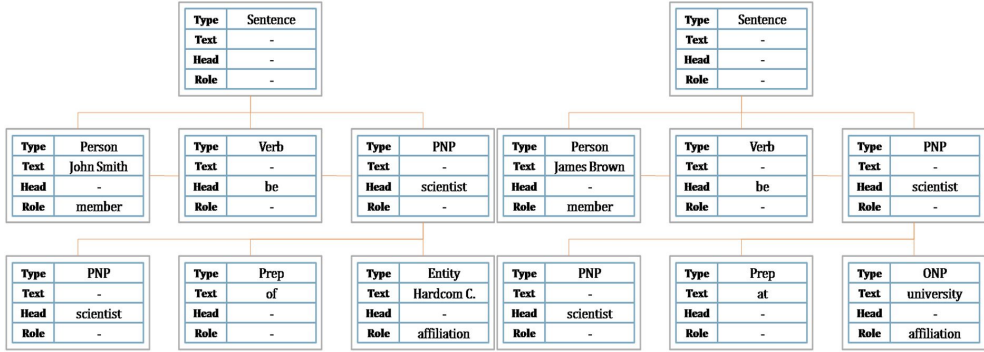 Type Sentence
Text -
Head -
Role -
Type Sentence
Text -
Head -
Role -
Type Person
Text John Smith
Head -
Role member
Type Verb
Text -
Head be
Role -
Type PNP
Text -
Head scientist
Role -
Type Person
Text James Brown
Head -
Role member
Type Verb
Text -
Head be
Role -
Type PNP
Text -
Head scientist
Role -
Type PNP
Text -
Head scientist
Role -
Type Prep
Text of
Head -
Role -
Type Entity
Text Hardcom C.
Head -
Role affiliation
Type PNP
Text -
Head scientist
Role -
Type Prep
Text at
Head -
Role -
Type ONP
Text university
Head -
Role affiliation